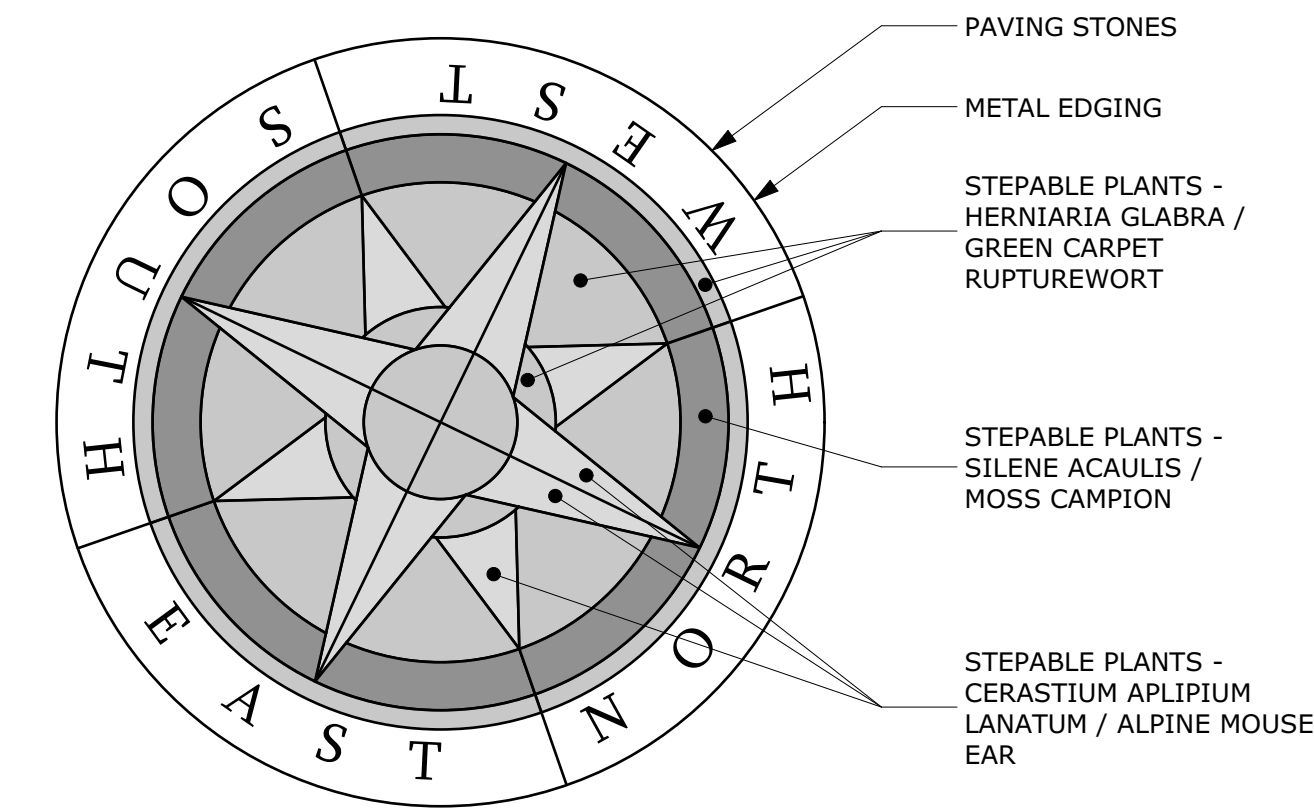 PAVING STONES
METAL EDGING
STEPABLE PLANTS -
HERNIARIA GLABRA /
GREEN CARPET
RUPTUREWORT
STEPABLE PLANTS -
SILENE ACAULIS /
MOSS CAMPION
STEPABLE PLANTS -
CERASTIUM APLIPIUM
LANATUM / ALPINE MOUSE
EAR
WEST
NORTH
EAST
SOUTH